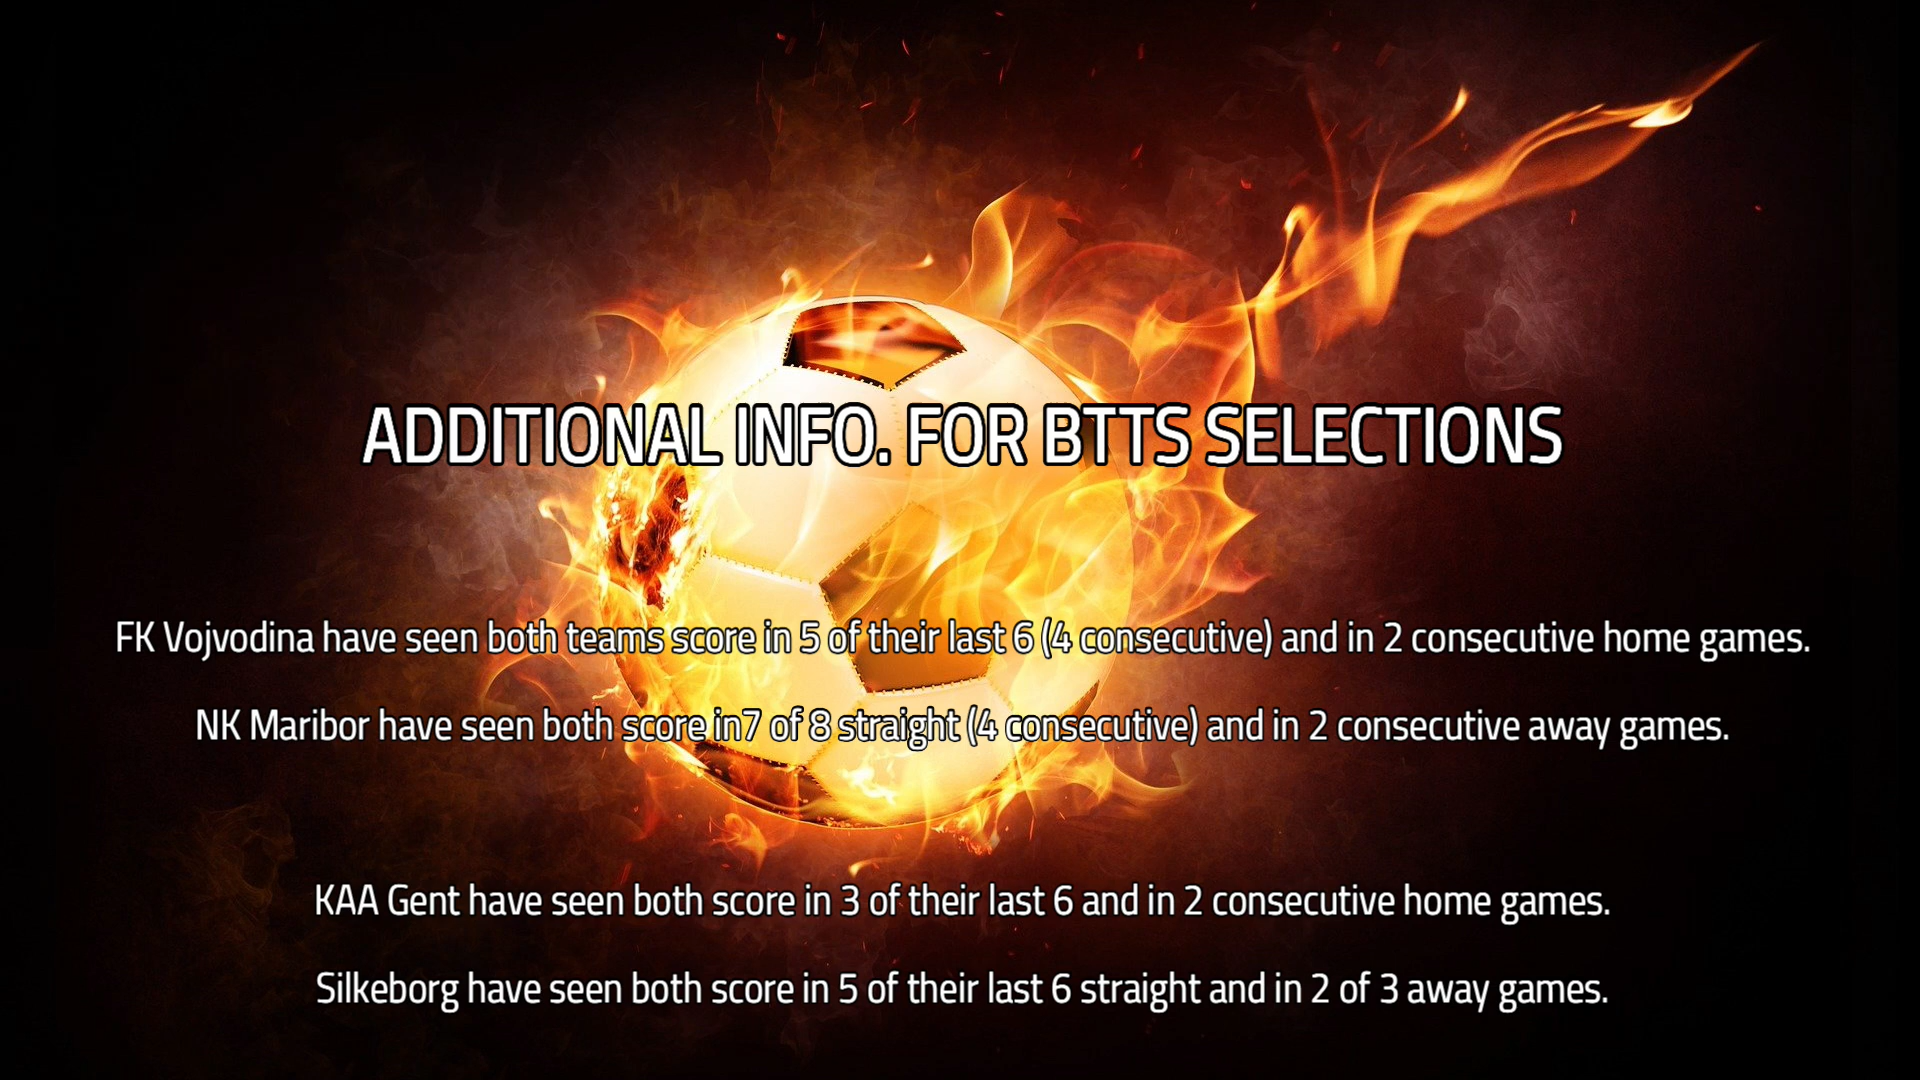 ADDITIONAL INFO. FOR BTTS SELECTIONS
FK Vojvodina have seen both teams score in 5 of their last 6 (4 consecutive) and in 2 consecutive home games.
NK Maribor have seen both score in7 of 8 straight (4 consecutive) and in 2 consecutive away games.
KAA Gent have seen both score in 3 of their last 6 and in 2 consecutive home games.
Silkeborg have seen both score in 5 of their last 6 straight and in 2 of 3 away games.